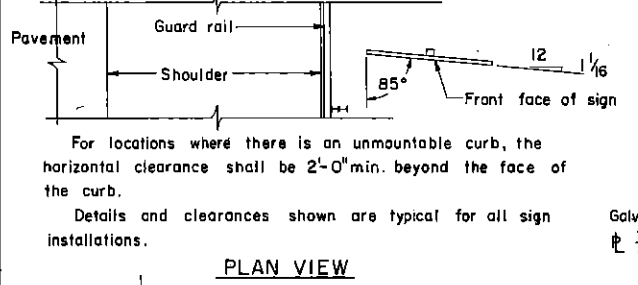 Guard rail
Pavement
Shoulder
12
1 1/16
85°
Front face of sign
For locations where there is an unmountable curb, the
horizontal clearance shall be 2'-0" min. beyond the face of
the curb.
Details and clearances shown are typical for all sign
installations.
Galv
PLAN VIEW